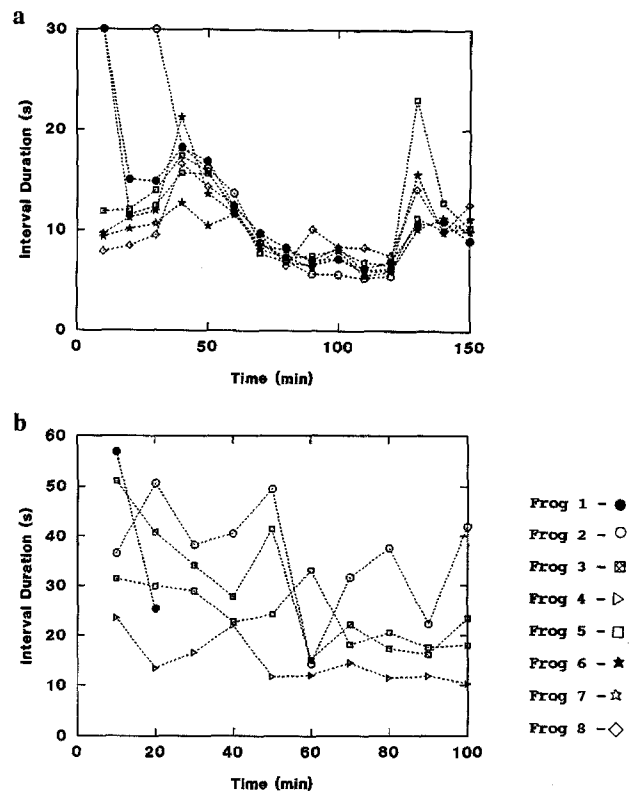 a
Interval Duration (s)
30
20
10
0
0
50
100
150
Time (min)
b
Interval Duration (s)
60
50
40
30
20
10
0
0
20
40
60
80
100
Time (min)
Frog 1 -
Frog 2 -
Frog 3 -
Frog 4 -
Frog 5 -
Frog 6 -
Frog 7 -
Frog 8 -